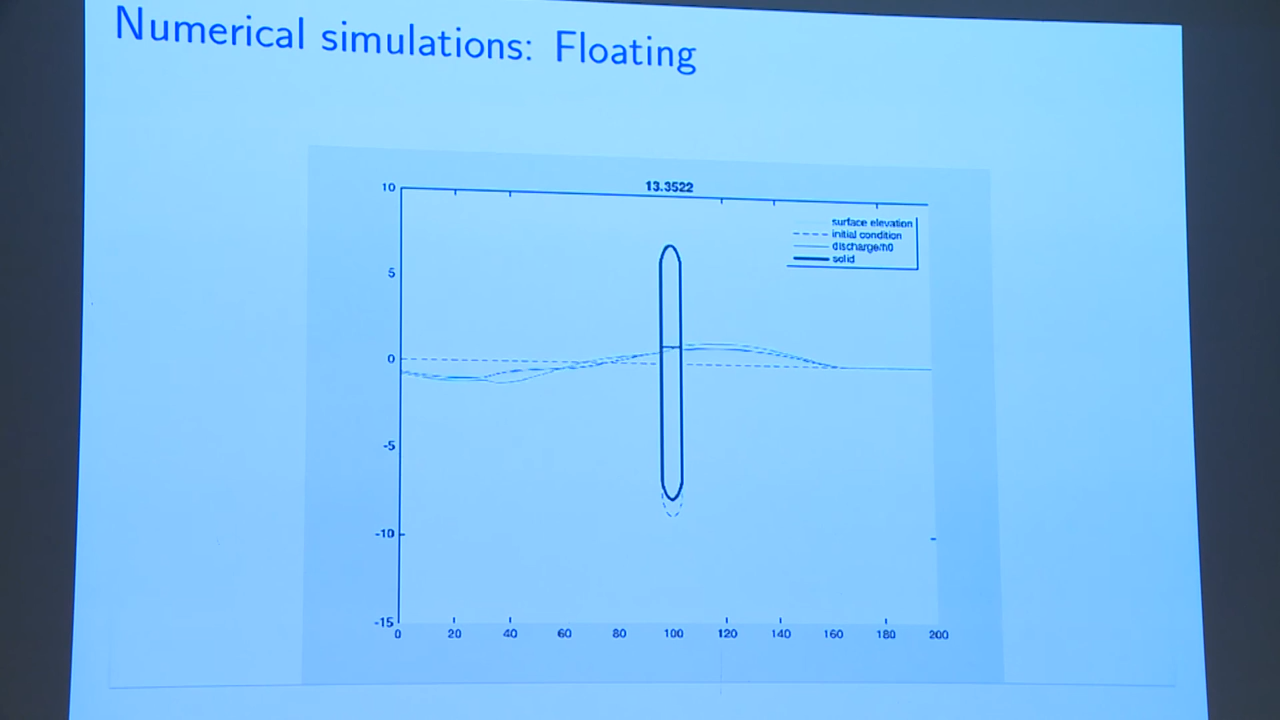 Numerical simulations: Floating
13.3522
10
5
0
-5
-10
-15
surface elevation
initial condition
discharge/h0
solid
0 20 40 60 80 100 120 140 160 180 200